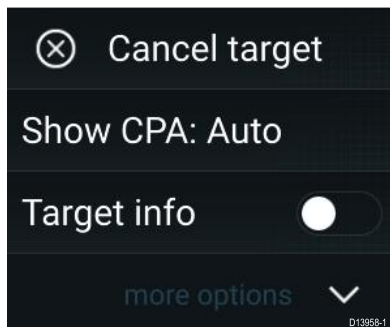 Cancel target
Show CPA: Auto
Target info
more options
D13958-1